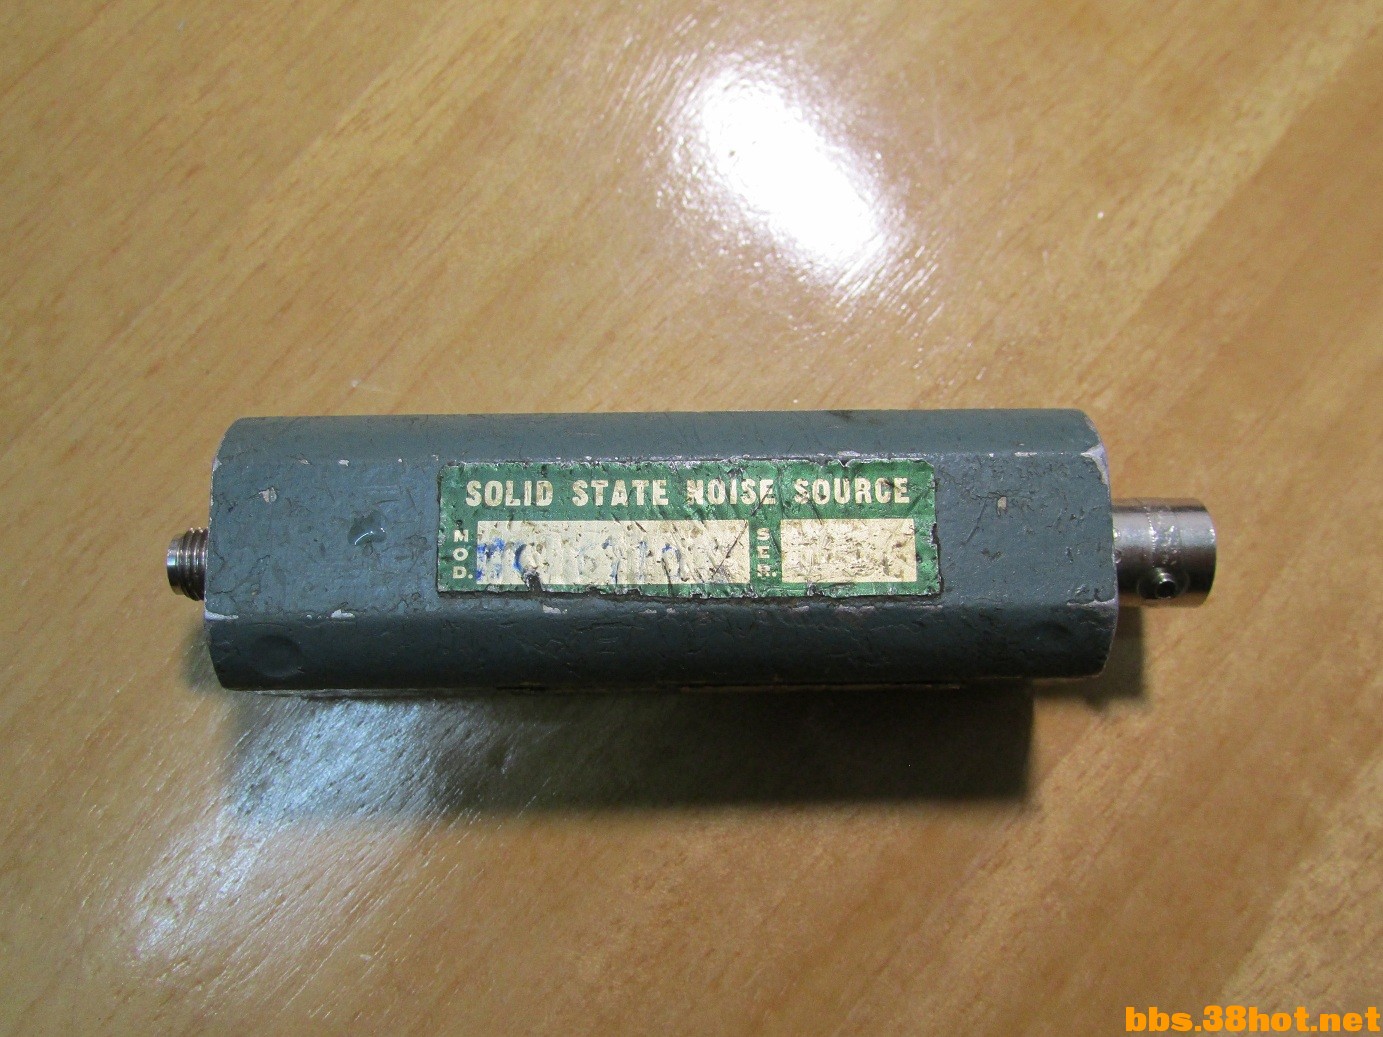 SOLID STATE NOISE SOURCE
MOD.
SER.
bbs.38hot.net